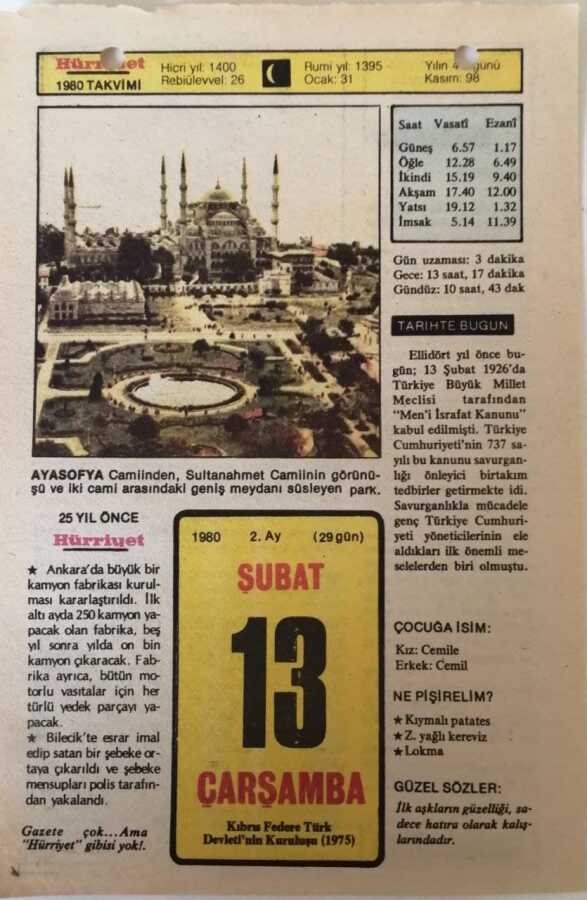 Hürriyet
1980 TAKVİMİ
Hicri yıl: 1400
Rebiülevvel: 26
Rumi yıl: 1395
Ocak: 31
Yılın günü
Kasım: 98
Saat Vasatî Ezanî
Güneş 6.57 1.17
Öğle 12.28 6.49
İkindi 15.19 9.40
Akşam 17.40 12.00
Yatsı 19.12 1.32
İmsak 5.14 11.39
Gün uzaması: 3 dakika
Gece: 13 saat, 17 dakika
Gündüz: 10 saat, 43 dak
TARIHTE BUGUN
Ellidört yıl önce bu-
gün; 13 Şubat 1926'da
Türkiye Büyük Millet
Meclisi tarafından
"Men'i İsrafat Kanunu"
kabul edilmişti. Türkiye
Cumhuriyeti'nin 737 sa-
yılı bu kanunu savurgan-
lığı önleyici birtakım
tedbirler getirmekte idi.
Savurganlıkla mücadele
genç Türkiye Cumhuri-
yeti yöneticilerinin ele
aldıkları ilk önemli me-
selelerden biri olmuştu.
AYASOFYA Camiinden, Sultanahmet Camiinin görünü-
şü ve iki cami arasındaki geniş meydanı süsleyen park.
25 YIL ÖNCE
Hürriyet
★ Ankara'da büyük bir
kamyon fabrikası kurul-
ması kararlaştırıldı. İlk
altı ayda 250 kamyon ya-
pacak olan fabrika, beş
yıl sonra yılda on bin
kamyon çıkaracak. Fab-
rika ayrıca, bütün mo-
torlu vasıtalar için her
türlü yedek parçayı ya-
pacak.
★ Bilecik'te esrar imal
edip satan bir şebeke or-
taya çıkarıldı ve şebeke
mensupları polis tarafın-
dan yakalandı.
Gazete çok...Ama
"Hürriyet" gibisi yok!.
1980 2. Ay (29 gün)
ŞUBAT
13
ÇARŞAMBA
Kıbrıs Federe Türk
Devleti'nin Kuruluşu (1975)
ÇOCUĞA İSİM:
Kız: Cemile
Erkek: Cemil
NE PİŞİRELİM?
★ Kıymalı patates
★ Z. yağlı kereviz
★ Lokma
GÜZEL SÖZLER:
İlk aşkların güzelliği, sa-
dece hatıra olarak kalış-
larındadır.